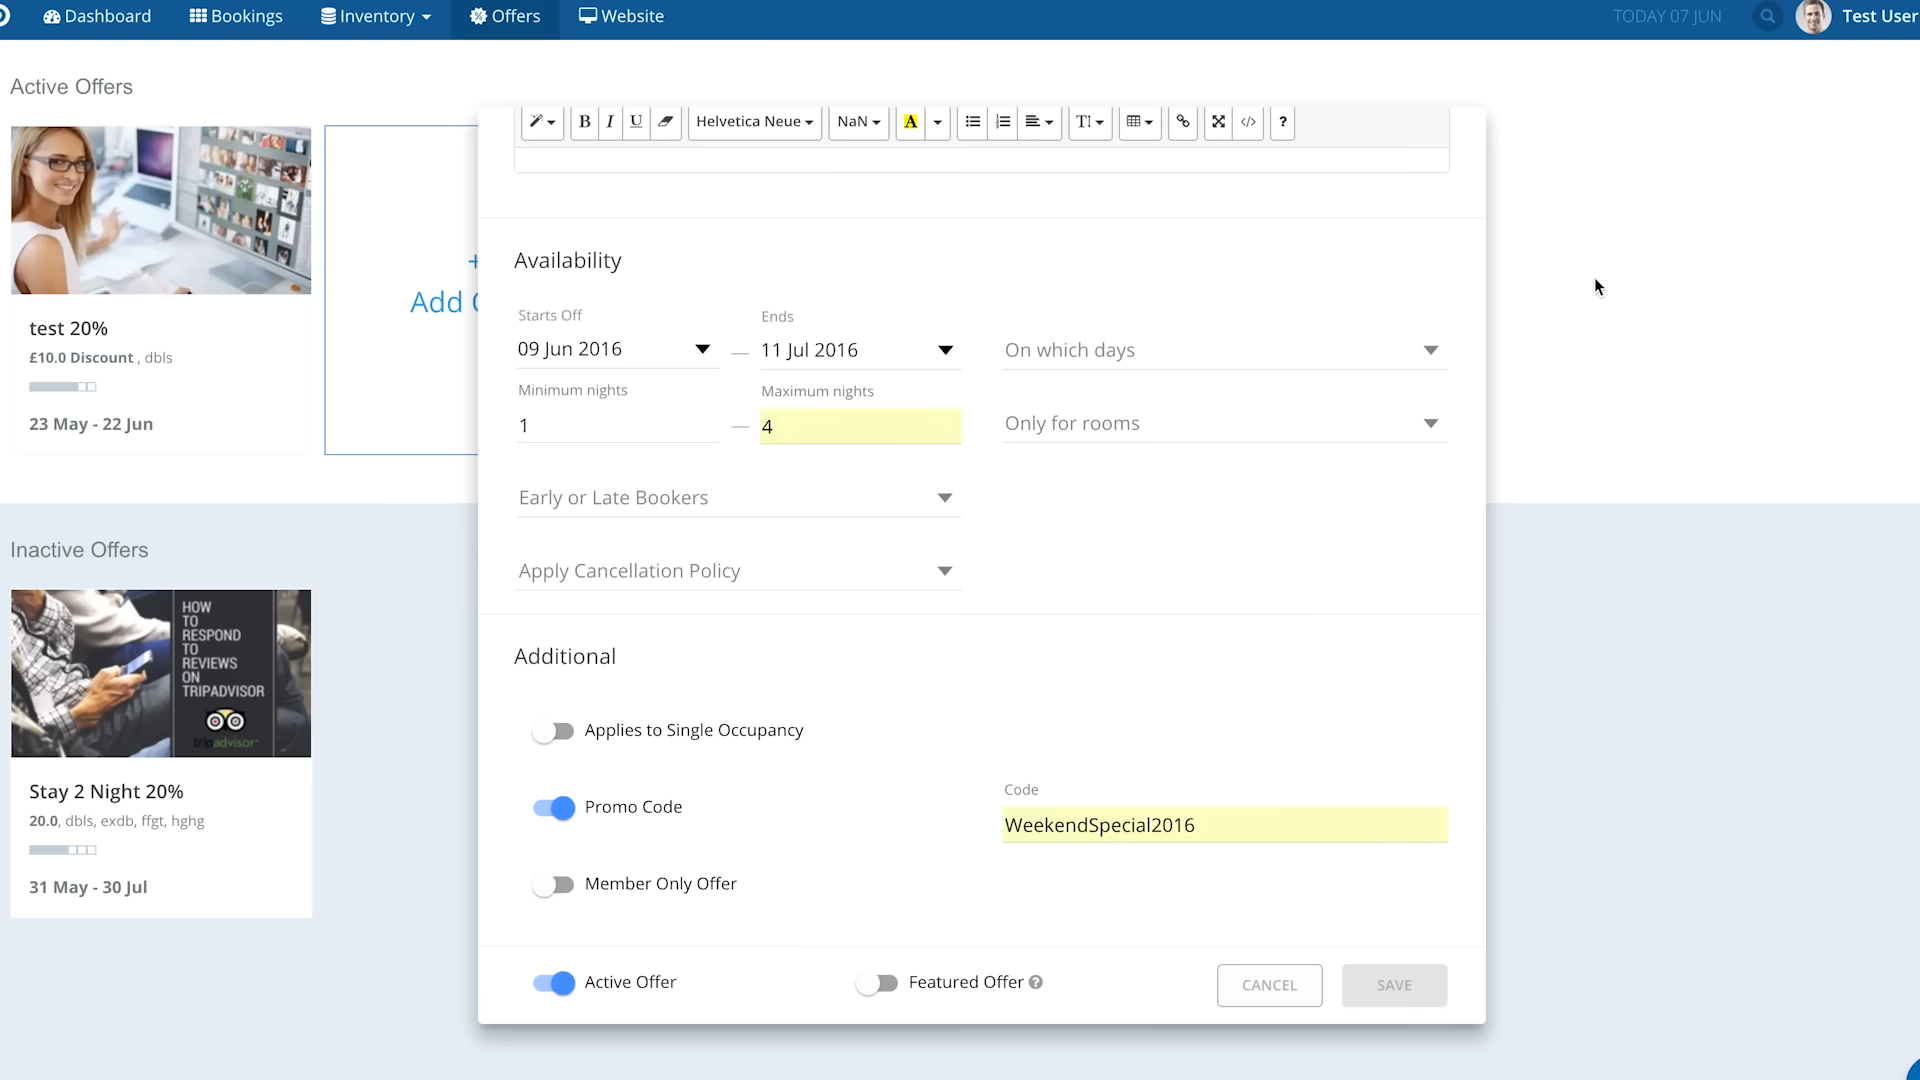 Dashboard
Bookings
Inventory
Offers
Website
TODAY 07 JUN
Test User
Active Offers
test 20%
£10.0 Discount , dbls
23 May - 22 Jun
+
Add
B I U
Helvetica Neue
NaN
A
TI
</>
?
Availability
Starts Off
09 Jun 2016
—
Ends
11 Jul 2016
On which days
Minimum nights
1
—
Maximum nights
4
Only for rooms
Early or Late Bookers
Apply Cancellation Policy
Additional
Applies to Single Occupancy
Promo Code
Code
WeekendSpecial2016
Member Only Offer
Active Offer
Featured Offer ?
CANCEL
SAVE
Inactive Offers
HOW
TO
RESPOND
TO
REVIEWS
ON
TRIPADVISOR
tripadvisor
Stay 2 Night 20%
20.0, dbls, exdb, ffgt, hghg
31 May - 30 Jul